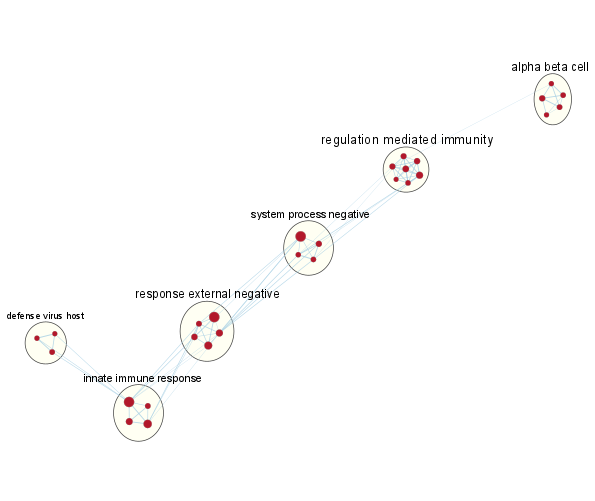 alpha beta cell
regulation mediated immunity
system process negative
response external negative
defense virus host
innate immune response